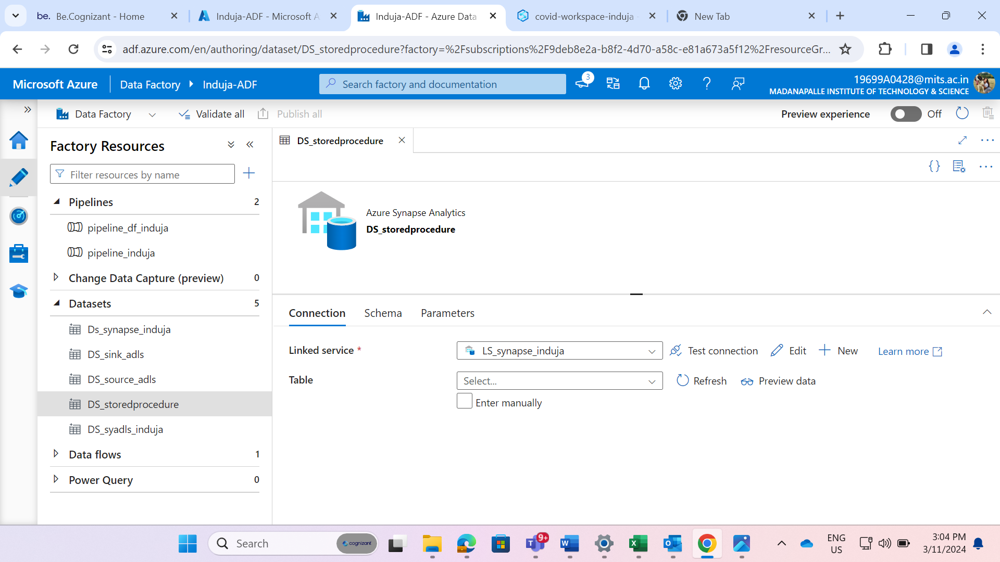 be. Be.Cognizant - Home
Induja-ADF - Microsoft A
Induja-ADF - Azure Data
covid-workspace-induja -
New Tab
adf.azure.com/en/authoring/dataset/DS_storedprocedure?factory=%2Fsubscriptions%2F9deb8e2a-b8f2-4d70-a58c-e81a673a5f12%2FresourceGr...
Microsoft Azure
Data Factory
Induja-ADF
Search factory and documentation
3
19699A0428@mits.ac.in
MADANAPALLE INSTITUTE OF TECHNOLOGY & SCIENCE
Data Factory
Validate all
Publish all
Preview experience
Off
Factory Resources
Filter resources by name
Pipelines 2
pipeline_df_induja
pipeline_induja
Change Data Capture (preview) 0
Datasets 5
Ds_synapse_induja
DS_sink_adls
DS_source_adls
DS_storedprocedure
DS_syadls_induja
Data flows 1
Power Query 0
DS_storedprocedure
Azure Synapse Analytics
DS_storedprocedure
Connection
Schema
Parameters
Linked service *
LS_synapse_induja
Test connection
Edit
New
Learn more
Table
Select...
Refresh
Preview data
Enter manually
Search
cognizant
9+
ENG
US
3:04 PM
3/11/2024